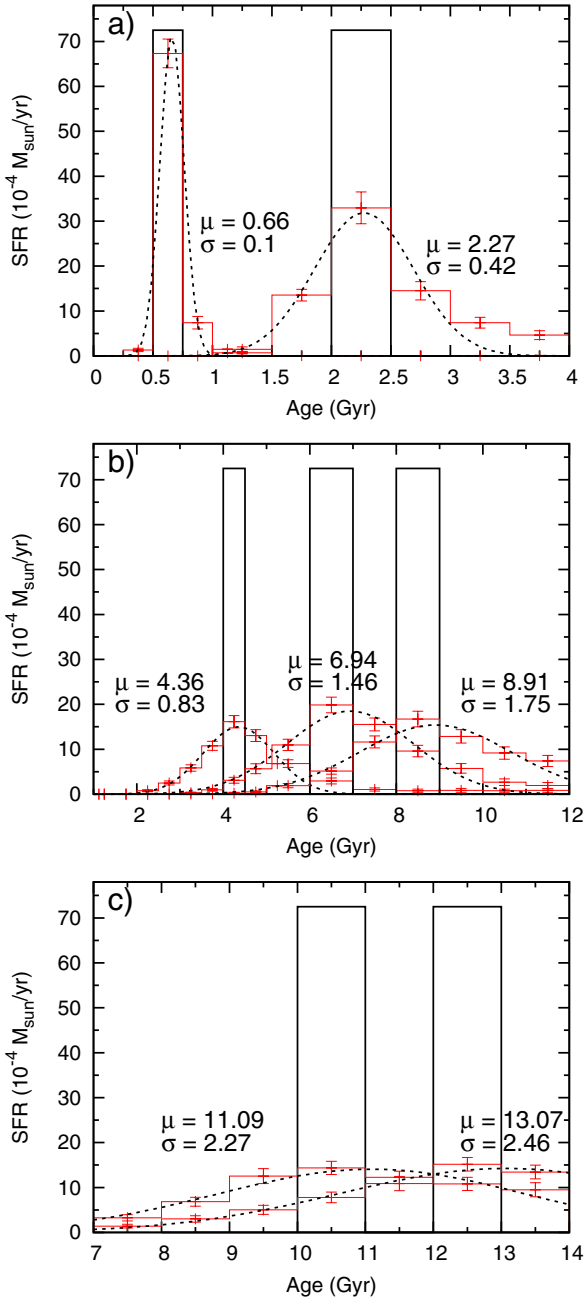 a)
SFR (10⁻⁴ M_sun/yr)
70
60
50
40
30
20
10
0
μ = 0.66
σ = 0.1
μ = 2.27
σ = 0.42
0 0.5 1 1.5 2 2.5 3 3.5 4
Age (Gyr)
b)
SFR (10⁻⁴ M_sun/yr)
70
60
50
40
30
20
10
0
μ = 4.36
σ = 0.83
μ = 6.94
σ = 1.46
μ = 8.91
σ = 1.75
2 4 6 8 10 12
Age (Gyr)
c)
SFR (10⁻⁴ M_sun/yr)
70
60
50
40
30
20
10
0
μ = 11.09
σ = 2.27
μ = 13.07
σ = 2.46
7 8 9 10 11 12 13 14
Age (Gyr)